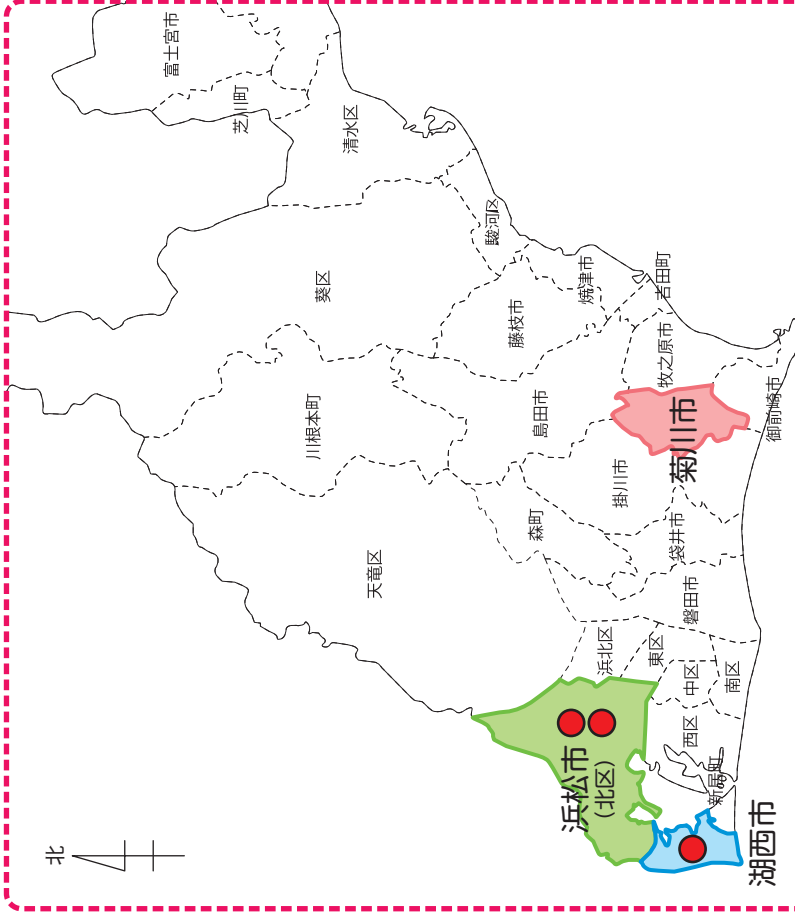 富士宮市
芝川町
清水区
葵区
駿河区
焼津市
吉田町
藤枝市
牧之原市
川根本町
島田市
菊川市
御前崎市
掛川市
森町
袋井市
天竜区
磐田市
浜北区
東区
中区
南区
西区
浜松市
(北区)
新居町
湖西市
北